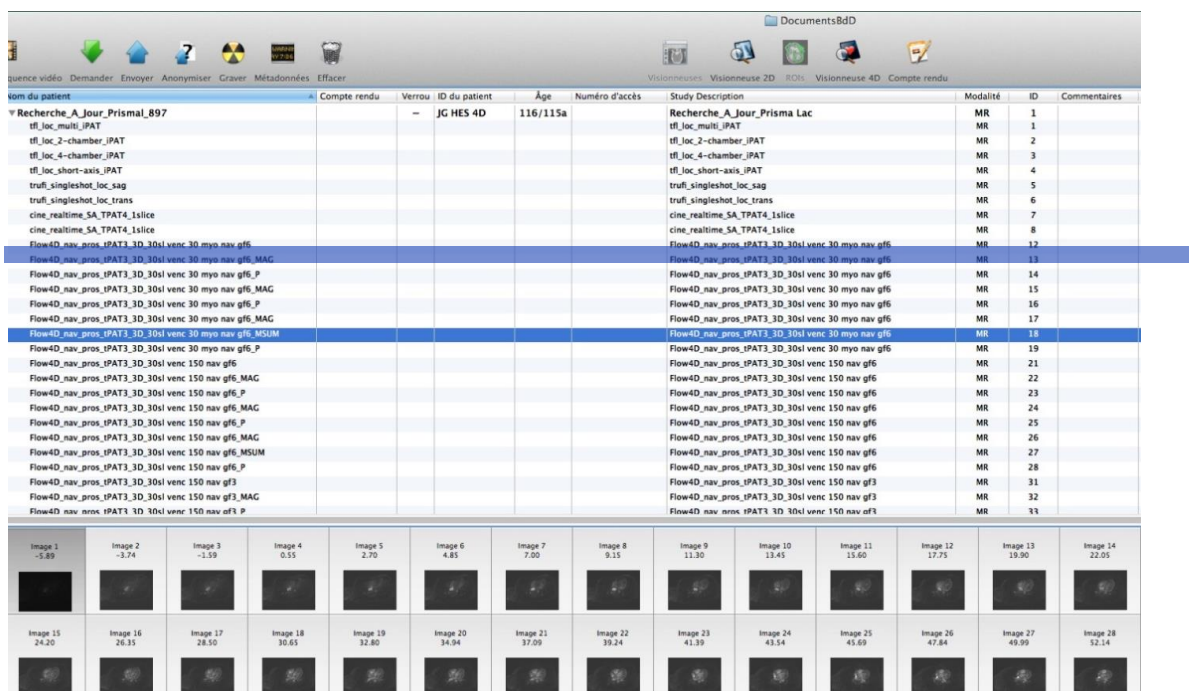 DocumentsBdD
quence vidéo Demander Envoyer Anonymiser Graver Métadonnées Effacer Visionneuses Visionneuse 2D ROIs Visionneuse 4D Compte rendu
Nom du patient Compte rendu Verrou ID du patient Âge Numéro d'accès Study Description Modalité ID Commentaires
Recherche_A_Jour_Prismal_897 – JG HES 4D 116/115a Recherche_A_Jour_Prisma Lac MR 1
tfl_loc_multi_iPAT tfl_loc_multi_iPAT MR 1
tfl_loc_2-chamber_iPAT tfl_loc_2-chamber_iPAT MR 2
tfl_loc_4-chamber_iPAT tfl_loc_4-chamber_iPAT MR 3
tfl_loc_short-axis_iPAT tfl_loc_short-axis_iPAT MR 4
trufi_singleshot_loc_sag trufi_singleshot_loc_sag MR 5
trufi_singleshot_loc_trans trufi_singleshot_loc_trans MR 6
cine_realtime_SA_TPAT4_1slice cine_realtime_SA_TPAT4_1slice MR 7
cine_realtime_SA_TPAT4_1slice cine_realtime_SA_TPAT4_1slice MR 8
Flow4D_nav_pros_tPAT3_3D_30sl venc 30 myo nav gf6 Flow4D_nav_pros_tPAT3_3D_30sl venc 30 myo nav gf6 MR 12
Flow4D_nav_pros_tPAT3_3D_30sl venc 30 myo nav gf6_MAG Flow4D_nav_pros_tPAT3_3D_30sl venc 30 myo nav gf6 MR 13
Flow4D_nav_pros_tPAT3_3D_30sl venc 30 myo nav gf6_P Flow4D_nav_pros_tPAT3_3D_30sl venc 30 myo nav gf6 MR 14
Flow4D_nav_pros_tPAT3_3D_30sl venc 30 myo nav gf6_MAG Flow4D_nav_pros_tPAT3_3D_30sl venc 30 myo nav gf6 MR 15
Flow4D_nav_pros_tPAT3_3D_30sl venc 30 myo nav gf6_P Flow4D_nav_pros_tPAT3_3D_30sl venc 30 myo nav gf6 MR 16
Flow4D_nav_pros_tPAT3_3D_30sl venc 30 myo nav gf6_MAG Flow4D_nav_pros_tPAT3_3D_30sl venc 30 myo nav gf6 MR 17
Flow4D_nav_pros_tPAT3_3D_30sl venc 30 myo nav gf6_MSUM Flow4D_nav_pros_tPAT3_3D_30sl venc 30 myo nav gf6 MR 18
Flow4D_nav_pros_tPAT3_3D_30sl venc 30 myo nav gf6_P Flow4D_nav_pros_tPAT3_3D_30sl venc 30 myo nav gf6 MR 19
Flow4D_nav_pros_tPAT3_3D_30sl venc 150 nav gf6 Flow4D_nav_pros_tPAT3_3D_30sl venc 150 nav gf6 MR 21
Flow4D_nav_pros_tPAT3_3D_30sl venc 150 nav gf6_MAG Flow4D_nav_pros_tPAT3_3D_30sl venc 150 nav gf6 MR 22
Flow4D_nav_pros_tPAT3_3D_30sl venc 150 nav gf6_P Flow4D_nav_pros_tPAT3_3D_30sl venc 150 nav gf6 MR 23
Flow4D_nav_pros_tPAT3_3D_30sl venc 150 nav gf6_MAG Flow4D_nav_pros_tPAT3_3D_30sl venc 150 nav gf6 MR 24
Flow4D_nav_pros_tPAT3_3D_30sl venc 150 nav gf6_P Flow4D_nav_pros_tPAT3_3D_30sl venc 150 nav gf6 MR 25
Flow4D_nav_pros_tPAT3_3D_30sl venc 150 nav gf6_MAG Flow4D_nav_pros_tPAT3_3D_30sl venc 150 nav gf6 MR 26
Flow4D_nav_pros_tPAT3_3D_30sl venc 150 nav gf6_MSUM Flow4D_nav_pros_tPAT3_3D_30sl venc 150 nav gf6 MR 27
Flow4D_nav_pros_tPAT3_3D_30sl venc 150 nav gf6_P Flow4D_nav_pros_tPAT3_3D_30sl venc 150 nav gf6 MR 28
Flow4D_nav_pros_tPAT3_3D_30sl venc 150 nav gf3 Flow4D_nav_pros_tPAT3_3D_30sl venc 150 nav gf3 MR 31
Flow4D_nav_pros_tPAT3_3D_30sl venc 150 nav gf3_MAG Flow4D_nav_pros_tPAT3_3D_30sl venc 150 nav gf3 MR 32
Flow4D_nav_pros_tPAT3_3D_30sl venc 150 nav gf3_P Flow4D_nav_pros_tPAT3_3D_30sl venc 150 nav gf3 MR 33
Image 1 Image 2 Image 3 Image 4 Image 5 Image 6 Image 7 Image 8 Image 9 Image 10 Image 11 Image 12 Image 13 Image 14
-5.89 -3.74 -1.59 0.55 2.70 4.85 7.00 9.15 11.30 13.45 15.60 17.75 19.90 22.05
Image 15 Image 16 Image 17 Image 18 Image 19 Image 20 Image 21 Image 22 Image 23 Image 24 Image 25 Image 26 Image 27 Image 28
24.20 26.35 28.50 30.65 32.80 34.94 37.09 39.24 41.39 43.54 45.69 47.84 49.99 52.14